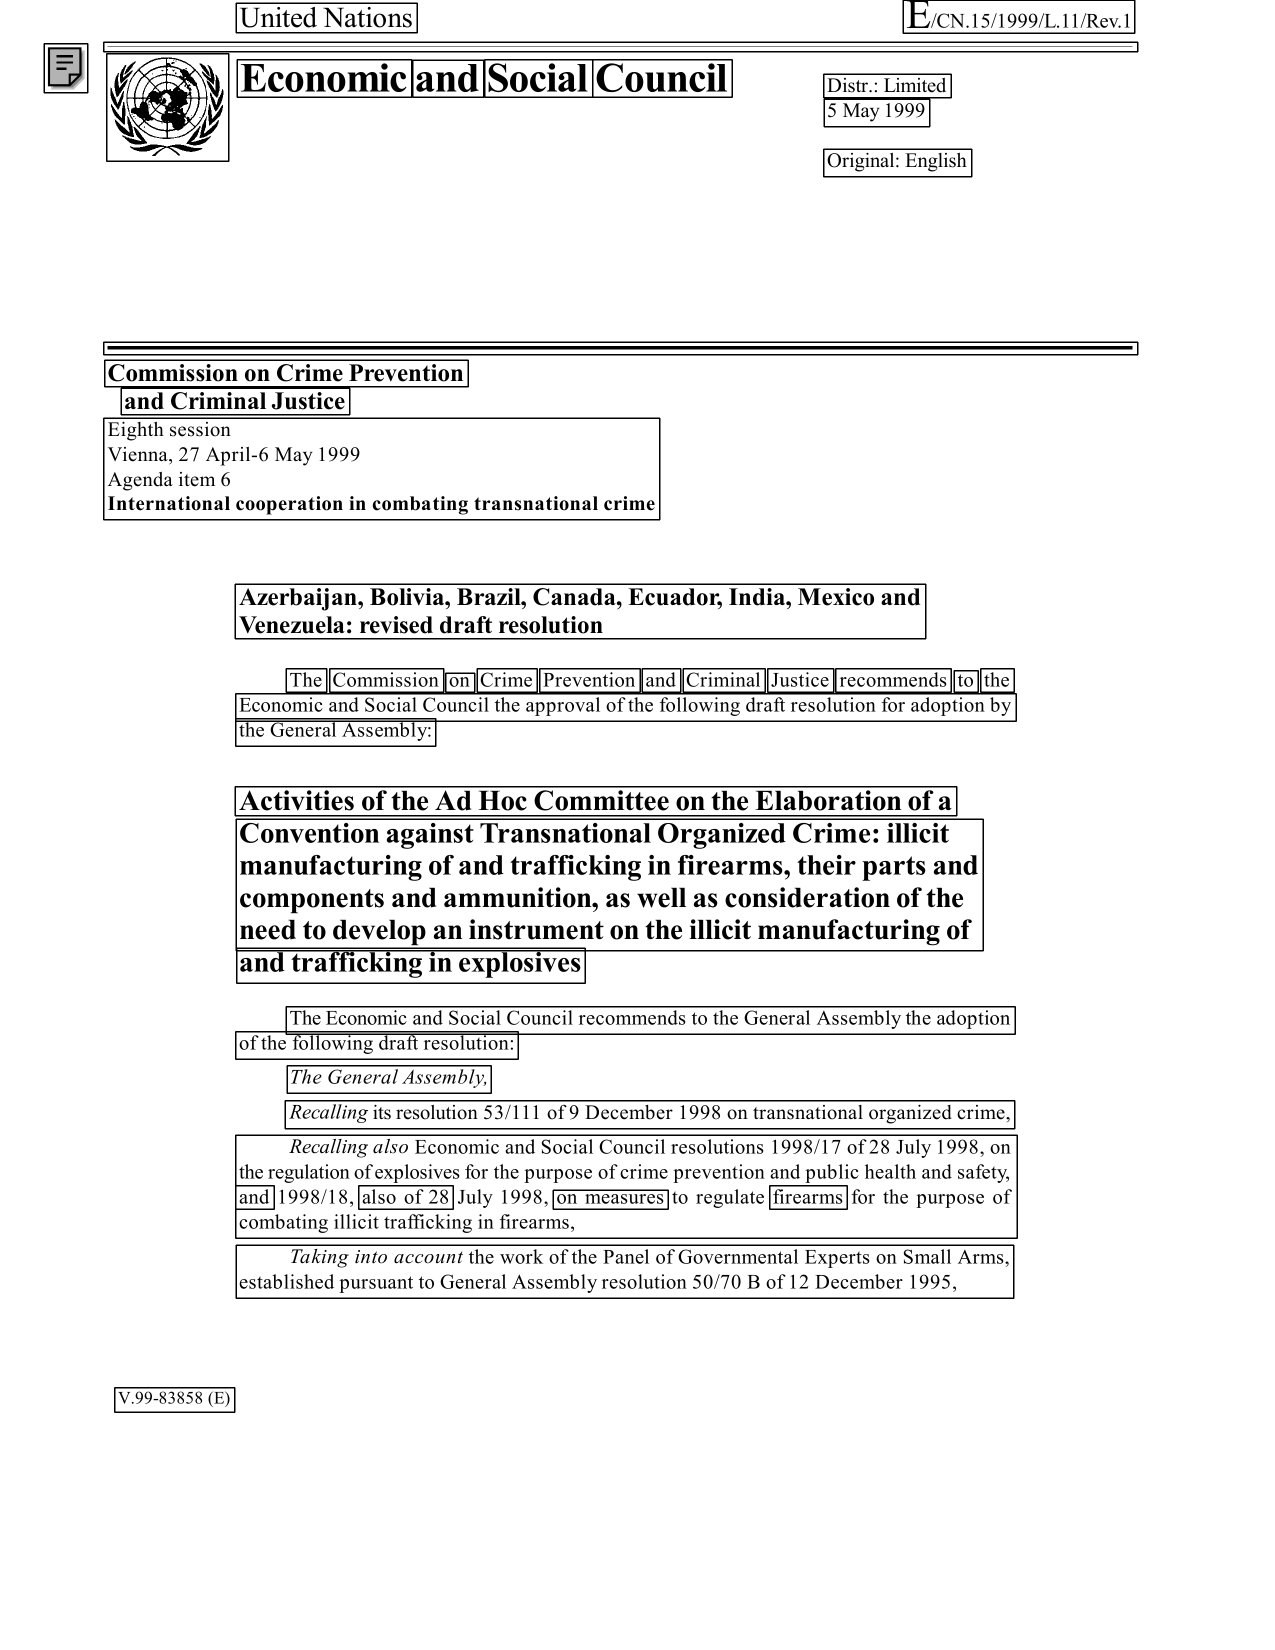 United Nations
E/CN.15/1999/L.11/Rev.1
Economic and Social Council
Distr.: Limited
5 May 1999
Original: English
Commission on Crime Prevention
and Criminal Justice
Eighth session
Vienna, 27 April-6 May 1999
Agenda item 6
International cooperation in combating transnational crime
Azerbaijan, Bolivia, Brazil, Canada, Ecuador, India, Mexico and
Venezuela: revised draft resolution
The Commission on Crime Prevention and Criminal Justice recommends to the
Economic and Social Council the approval of the following draft resolution for adoption by
the General Assembly:
Activities of the Ad Hoc Committee on the Elaboration of a
Convention against Transnational Organized Crime: illicit
manufacturing of and trafficking in firearms, their parts and
components and ammunition, as well as consideration of the
need to develop an instrument on the illicit manufacturing of
and trafficking in explosives
The Economic and Social Council recommends to the General Assembly the adoption
of the following draft resolution:
The General Assembly,
Recalling its resolution 53/111 of 9 December 1998 on transnational organized crime,
Recalling also Economic and Social Council resolutions 1998/17 of 28 July 1998, on
the regulation of explosives for the purpose of crime prevention and public health and safety,
and 1998/18, also of 28 July 1998, on measures to regulate firearms for the purpose of
combating illicit trafficking in firearms,
Taking into account the work of the Panel of Governmental Experts on Small Arms,
established pursuant to General Assembly resolution 50/70 B of 12 December 1995,
V.99-83858 (E)